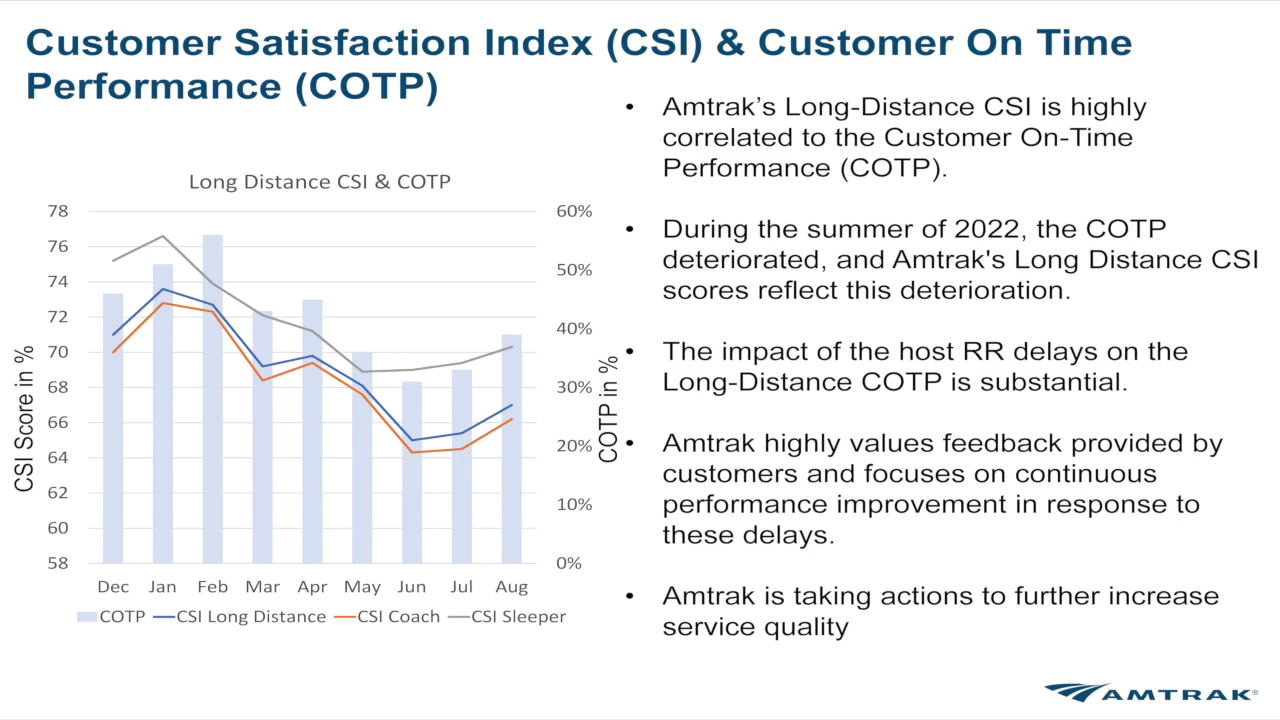 Customer Satisfaction Index (CSI) & Customer On Time
Performance (COTP)
Long Distance CSI & COTP
CSI Score in %
78
76
74
72
70
68
66
64
62
60
58
60%
50%
40%
30%
20%
10%
0%
COTP in %
Dec Jan Feb Mar Apr May Jun Jul Aug
COTP CSI Long Distance CSI Coach CSI Sleeper
• Amtrak’s Long-Distance CSI is highly
correlated to the Customer On-Time
Performance (COTP).
• During the summer of 2022, the COTP
deteriorated, and Amtrak's Long Distance CSI
scores reflect this deterioration.
• The impact of the host RR delays on the
Long-Distance COTP is substantial.
• Amtrak highly values feedback provided by
customers and focuses on continuous
performance improvement in response to
these delays.
• Amtrak is taking actions to further increase
service quality
AMTRAK®